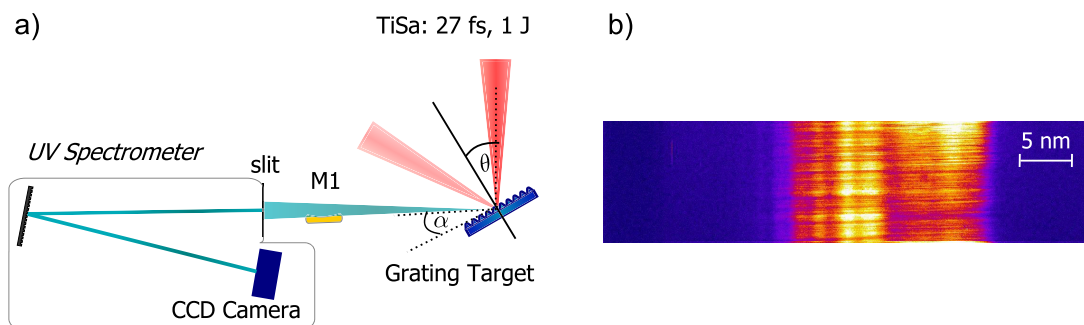 a)
TiSa: 27 fs, 1 J
UV Spectrometer
slit
M1
θ
α
Grating Target
CCD Camera
b)
5 nm